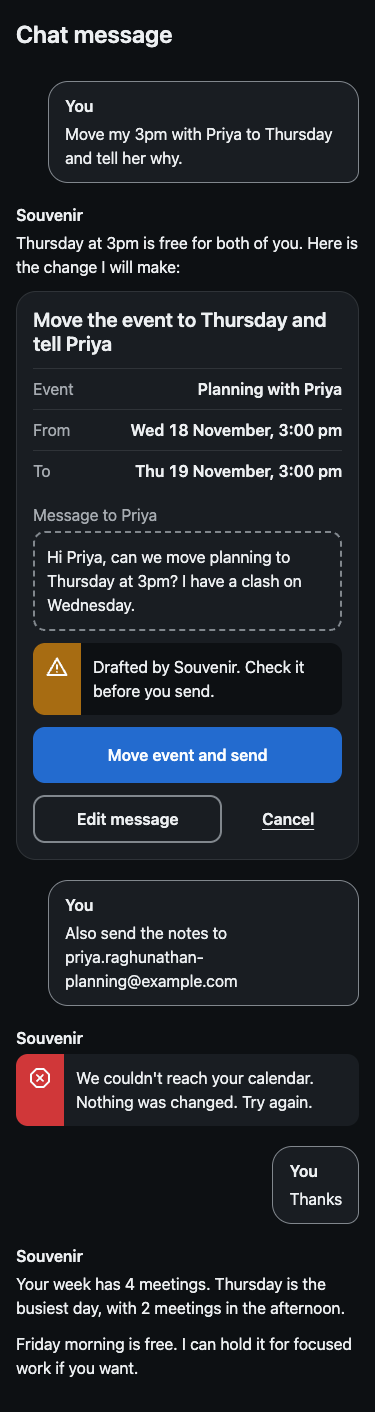 Chat message
You
Move my 3pm with Priya to Thursday
and tell her why.
Souvenir
Thursday at 3pm is free for both of you. Here is
the change I will make:
Move the event to Thursday and
tell Priya
Event Planning with Priya
From Wed 18 November, 3:00 pm
To Thu 19 November, 3:00 pm
Message to Priya
Hi Priya, can we move planning to
Thursday at 3pm? I have a clash on
Wednesday.
Drafted by Souvenir. Check it
before you send.
Move event and send
Edit message Cancel
You
Also send the notes to
priya.raghunathan-
planning@example.com
Souvenir
We couldn't reach your calendar.
Nothing was changed. Try again.
You
Thanks
Souvenir
Your week has 4 meetings. Thursday is the
busiest day, with 2 meetings in the afternoon.
Friday morning is free. I can hold it for focused
work if you want.